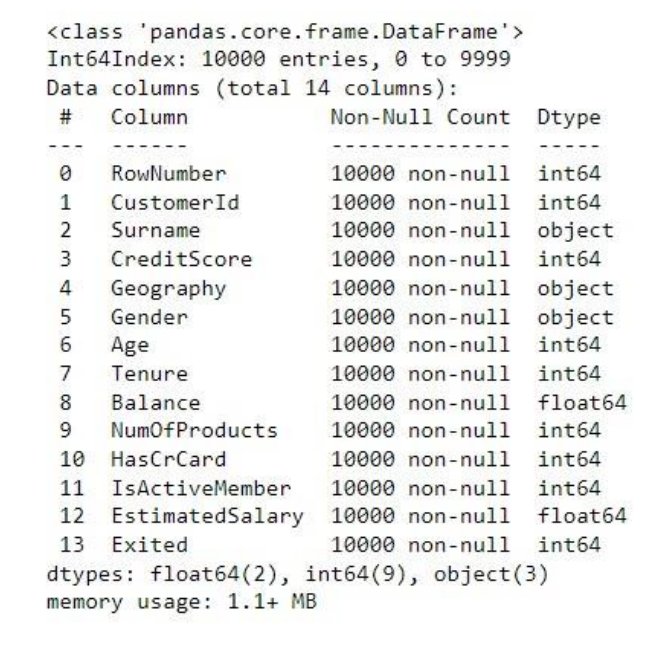 <class 'pandas.core.frame.DataFrame'>
Int64Index: 10000 entries, 0 to 9999
Data columns (total 14 columns):
 #   Column           Non-Null Count  Dtype
---  ------           --------------  -----
 0   RowNumber        10000 non-null  int64
 1   CustomerId       10000 non-null  int64
 2   Surname          10000 non-null  object
 3   CreditScore      10000 non-null  int64
 4   Geography        10000 non-null  object
 5   Gender           10000 non-null  object
 6   Age              10000 non-null  int64
 7   Tenure           10000 non-null  int64
 8   Balance          10000 non-null  float64
 9   NumOfProducts    10000 non-null  int64
 10  HasCrCard        10000 non-null  int64
 11  IsActiveMember   10000 non-null  int64
 12  EstimatedSalary  10000 non-null  float64
 13  Exited           10000 non-null  int64
dtypes: float64(2), int64(9), object(3)
memory usage: 1.1+ MB